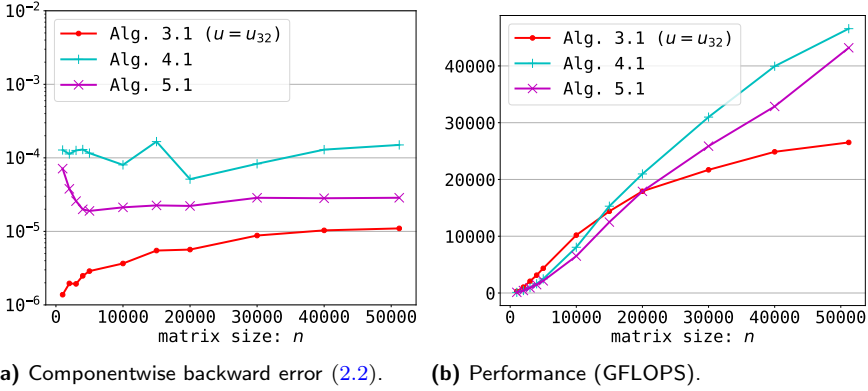 10⁻²
10⁻³
10⁻⁴
10⁻⁵
10⁻⁶
Alg. 3.1 (u = u₃₂)
Alg. 4.1
Alg. 5.1
0 10000 20000 30000 40000 50000
matrix size: n
a) Componentwise backward error (2.2).
40000
30000
20000
10000
0
Alg. 3.1 (u = u₃₂)
Alg. 4.1
Alg. 5.1
0 10000 20000 30000 40000 50000
matrix size: n
(b) Performance (GFLOPS).